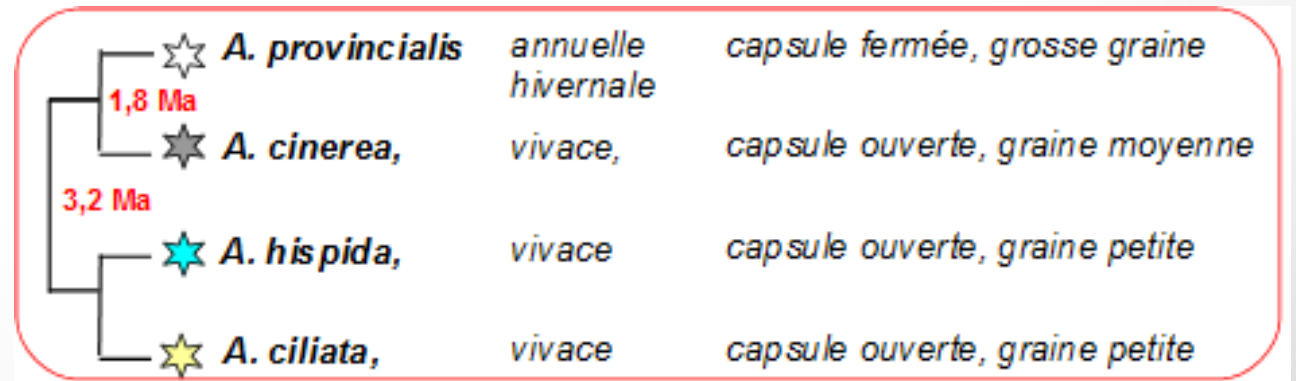 A. provincialis annuelle hivernale capsule fermée, grosse graine
1,8 Ma
A. cinerea, vivace, capsule ouverte, graine moyenne
3,2 Ma
A. hispida, vivace capsule ouverte, graine petite
A. ciliata, vivace capsule ouverte, graine petite